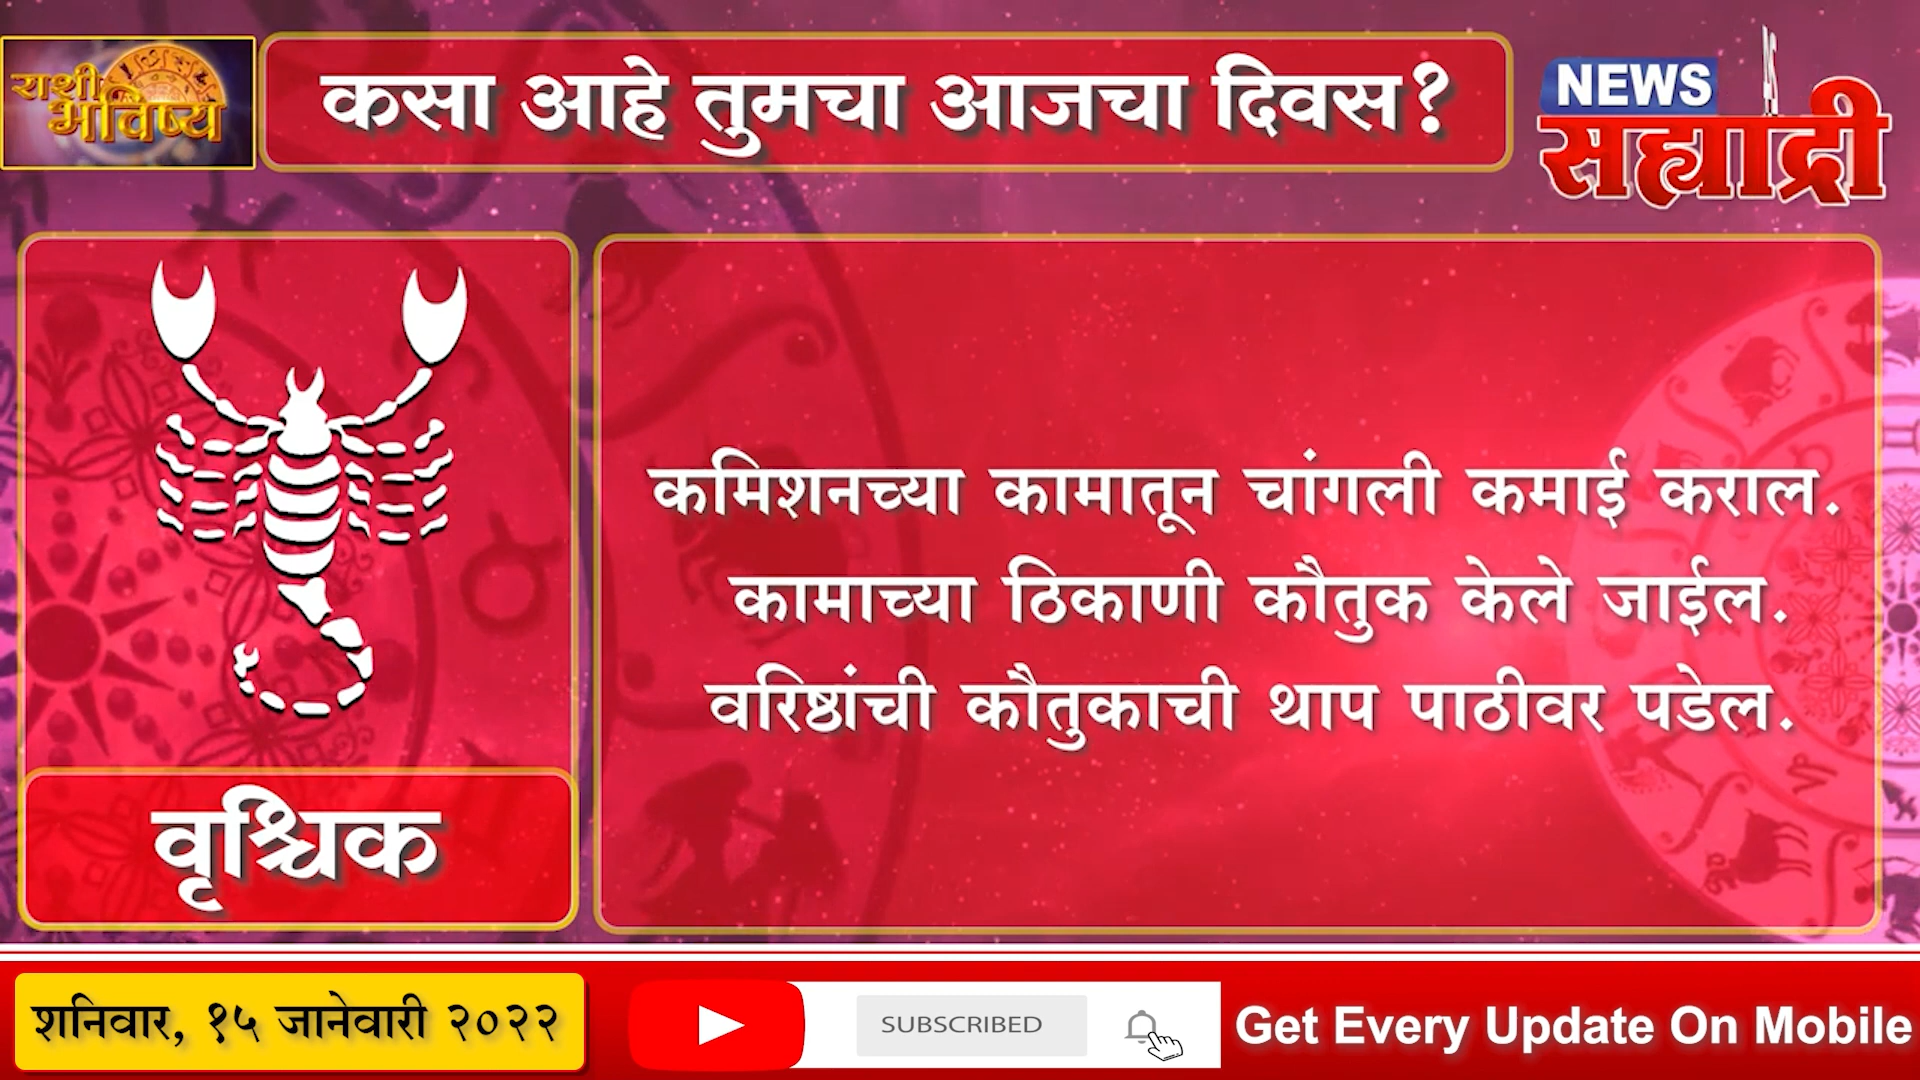 राशी
भविष्य
कसा आहे तुमचा आजचा दिवस?
NEWS
सह्याद्री
कमिशनच्या कामातून चांगली कमाई कराल.
कामाच्या ठिकाणी कौतुक केले जाईल.
वरिष्ठांची कौतुकाची थाप पाठीवर पडेल.
वृश्चिक
शनिवार, १५ जानेवारी २०२२
SUBSCRIBED
Get Every Update On Mobile